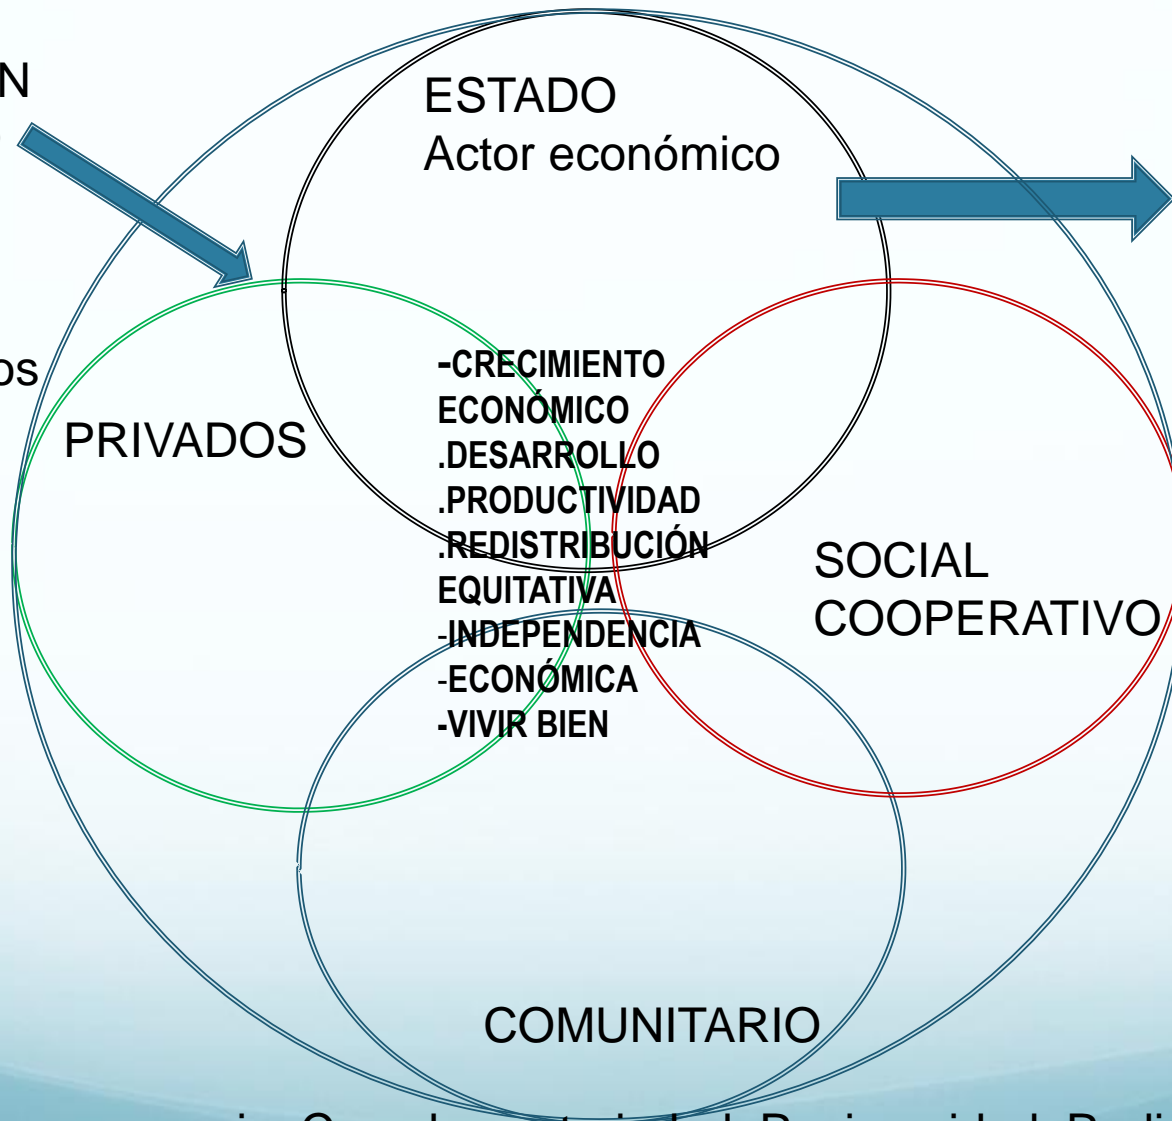 ESTADO
Actor económico
PRIVADOS
-CRECIMIENTO
ECONÓMICO
.DESARROLLO
.PRODUCTIVIDAD
.REDISTRIBUCIÓN
EQUITATIVA
-INDEPENDENCIA
-ECONÓMICA
-VIVIR BIEN
SOCIAL
COOPERATIVO
COMUNITARIO